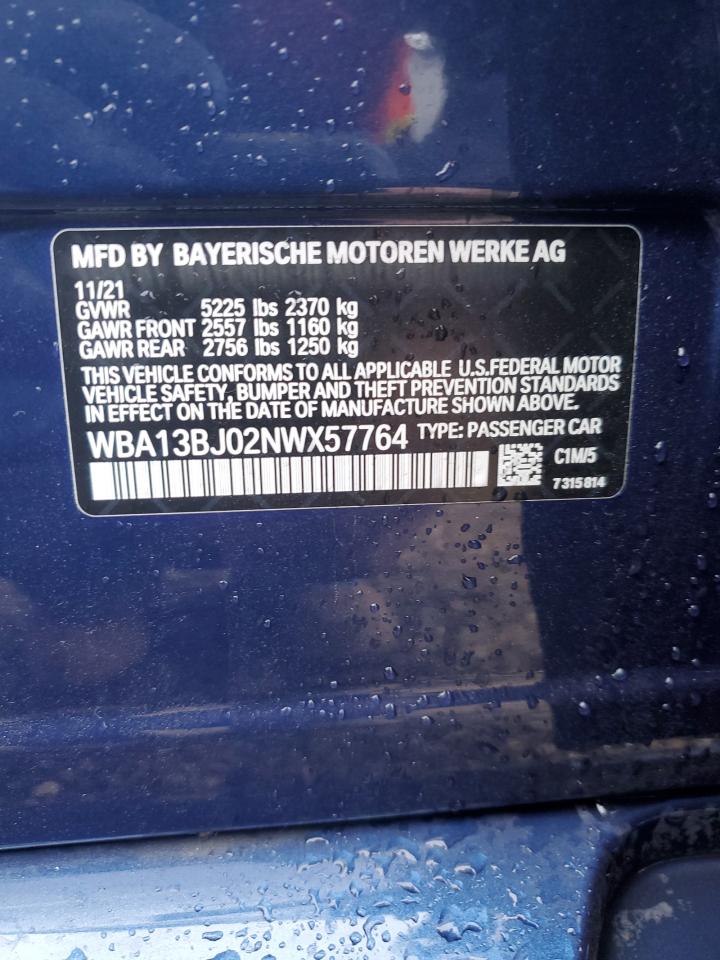 MFD BY BAYERISCHE MOTOREN WERKE AG
11/21
GVWR 5225 lbs 2370 kg
GAWR FRONT 2557 lbs 1160 kg
GAWR REAR 2756 lbs 1250 kg
THIS VEHICLE CONFORMS TO ALL APPLICABLE U.S.FEDERAL MOTOR
VEHICLE SAFETY, BUMPER AND THEFT PREVENTION STANDARDS
IN EFFECT ON THE DATE OF MANUFACTURE SHOWN ABOVE.
WBA13BJ02NWX57764 TYPE: PASSENGER CAR
C1M/5
7315814